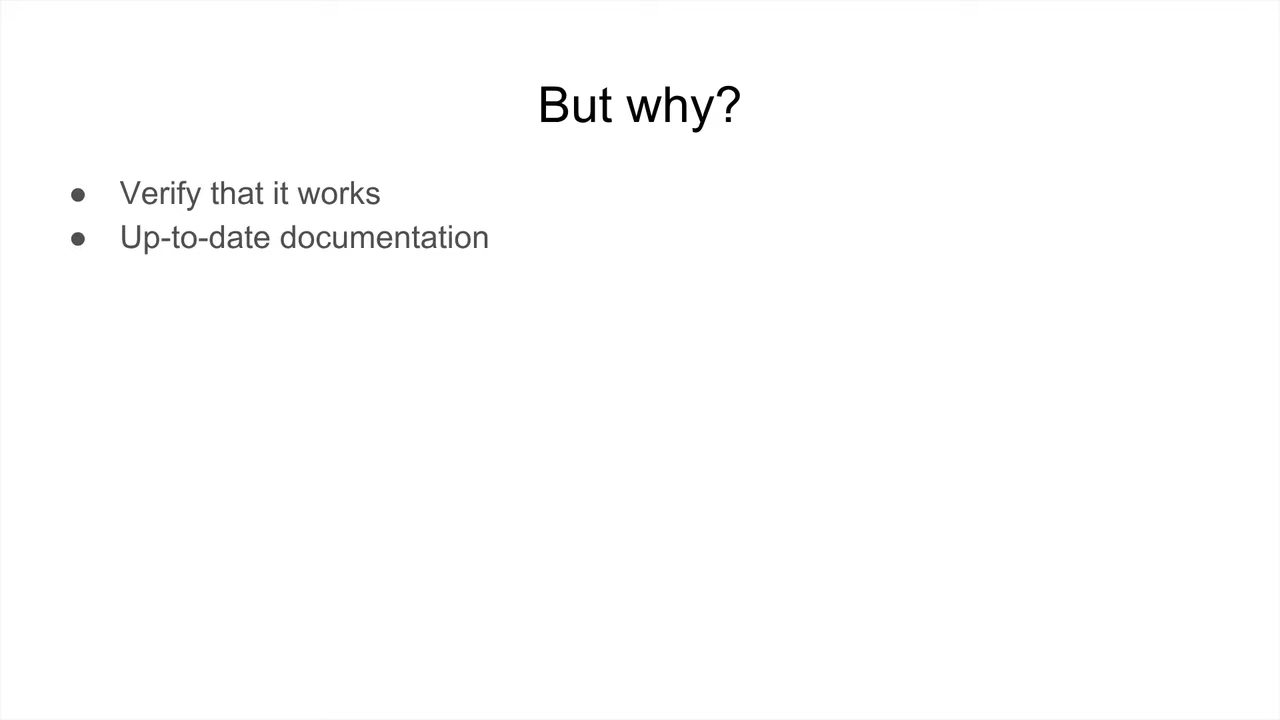 But why?
● Verify that it works
● Up-to-date documentation